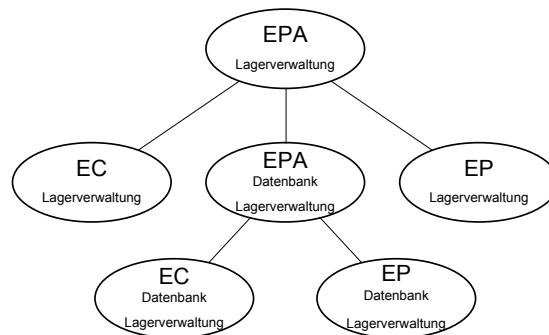 EPA
Lagerverwaltung
EC
Lagerverwaltung
EPA
Datenbank
Lagerverwaltung
EP
Lagerverwaltung
EC
Datenbank
Lagerverwaltung
EP
Datenbank
Lagerverwaltung